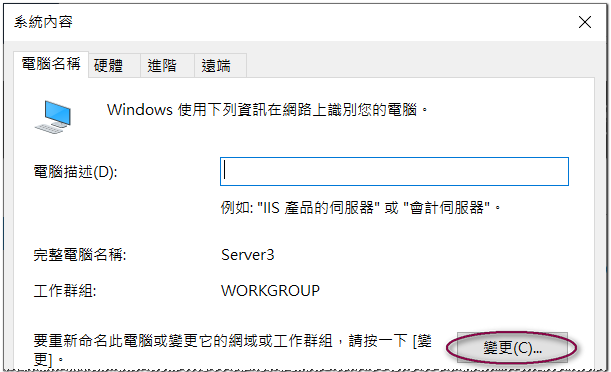 系統內容
電腦名稱 硬體 進階 遠端
Windows 使用下列資訊在網路上識別您的電腦。
電腦描述(D):
例如: "IIS 產品的伺服器" 或 "會計伺服器"。
完整電腦名稱: Server3
工作群組: WORKGROUP
要重新命名此電腦或變更它的網域或工作群組，請按一下 [變
更]。
變更(C)...